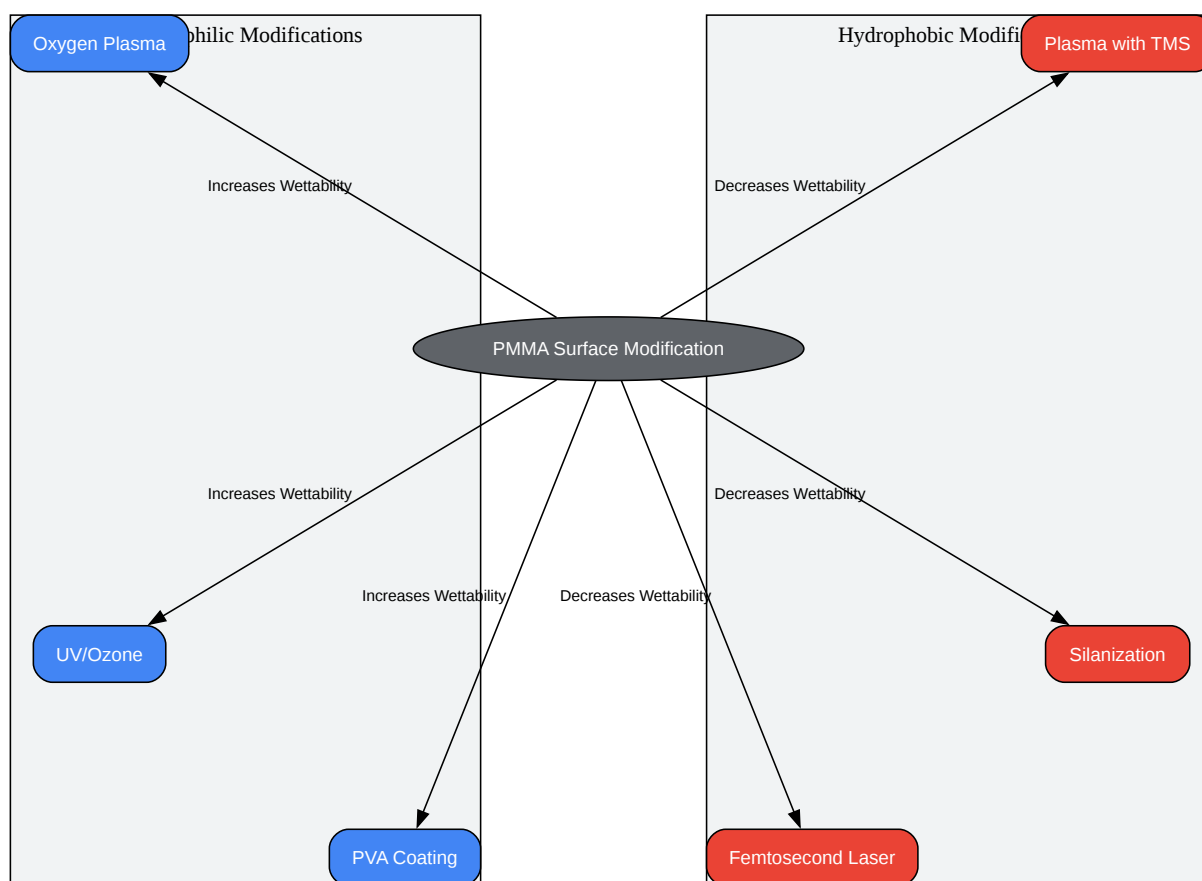 Oxygen Plasma
philic Modifications
Hydrophobic Modifi
Plasma with TMS
Increases Wettability
Decreases Wettability
PMMA Surface Modification
Increases Wettability
Decreases Wettability
Increases Wettability
Decreases Wettability
UV/Ozone
Silanization
PVA Coating
Femtosecond Laser